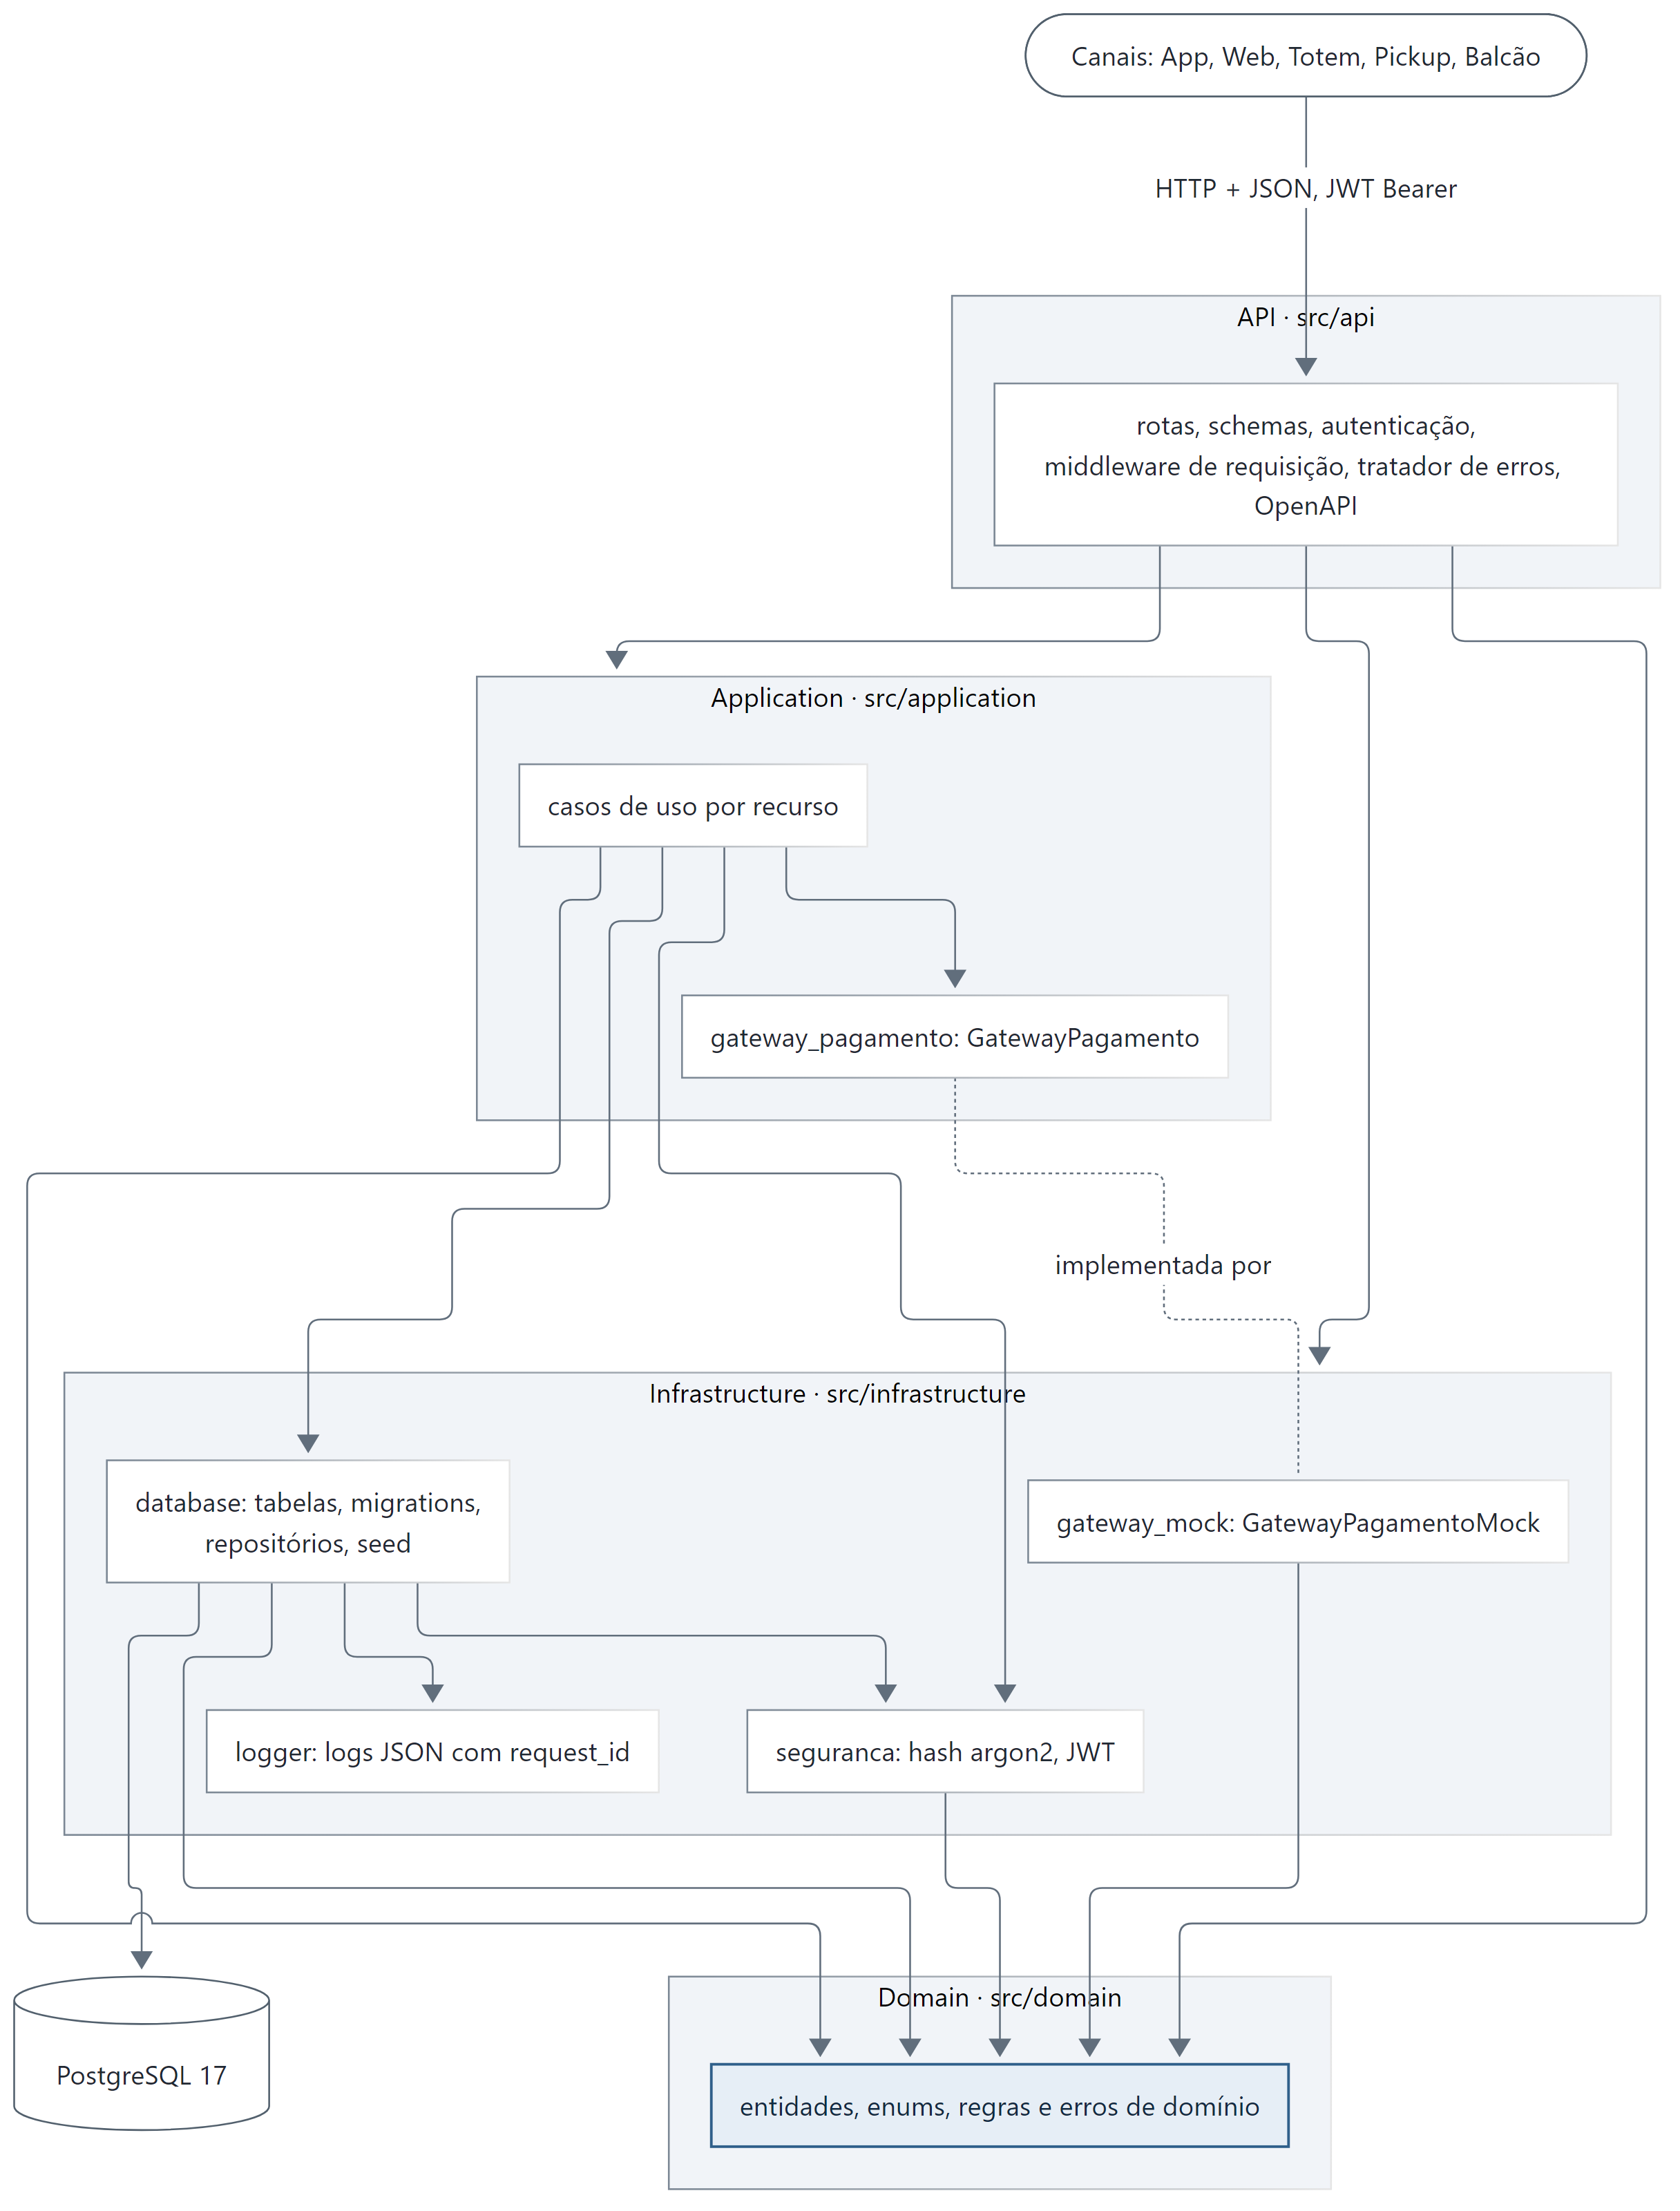 Canais: App, Web, Totem, Pickup, Balcão
HTTP + JSON, JWT Bearer
API · src/api
rotas, schemas, autenticação,
middleware de requisição, tratador de erros,
OpenAPI
Application · src/application
casos de uso por recurso
gateway_pagamento: GatewayPagamento
implementada por
Infrastructure · src/infrastructure
database: tabelas, migrations,
repositórios, seed
gateway_mock: GatewayPagamentoMock
logger: logs JSON com request_id
seguranca: hash argon2, JWT
Domain · src/domain
PostgreSQL 17
entidades, enums, regras e erros de domínio